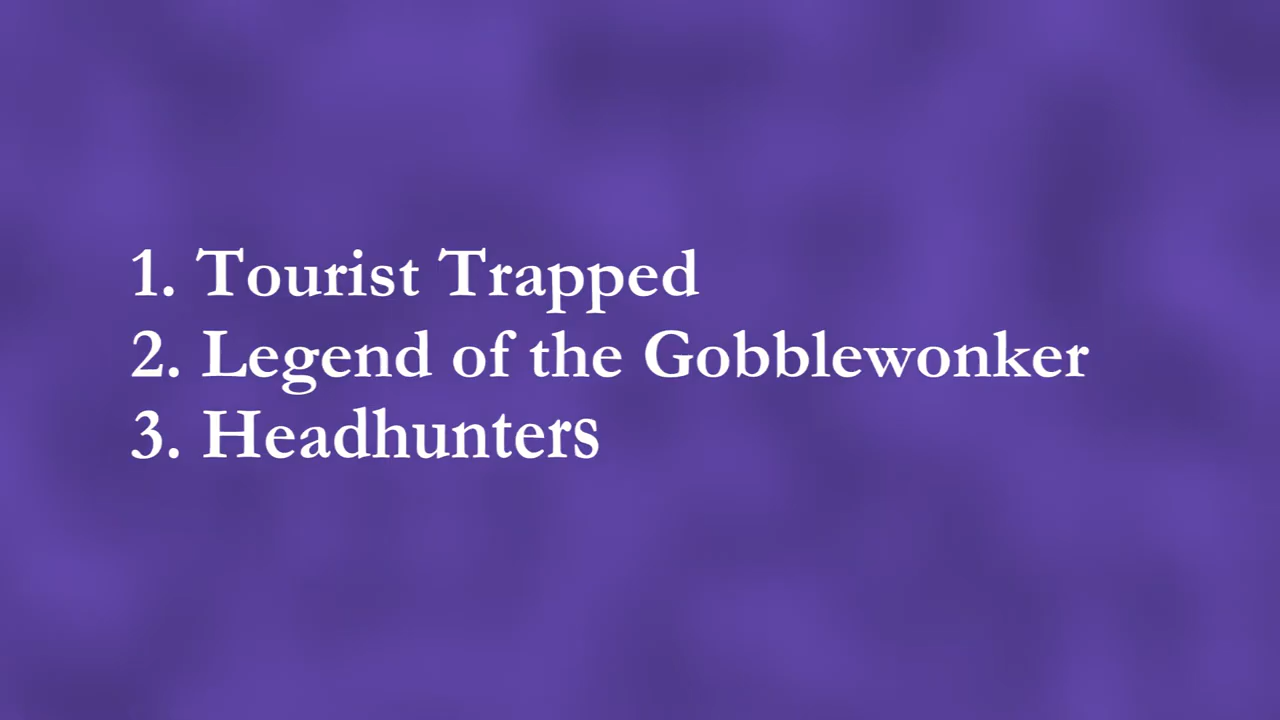 1. Tourist Trapped
2. Legend of the Gobblewonker
3. Headhunters